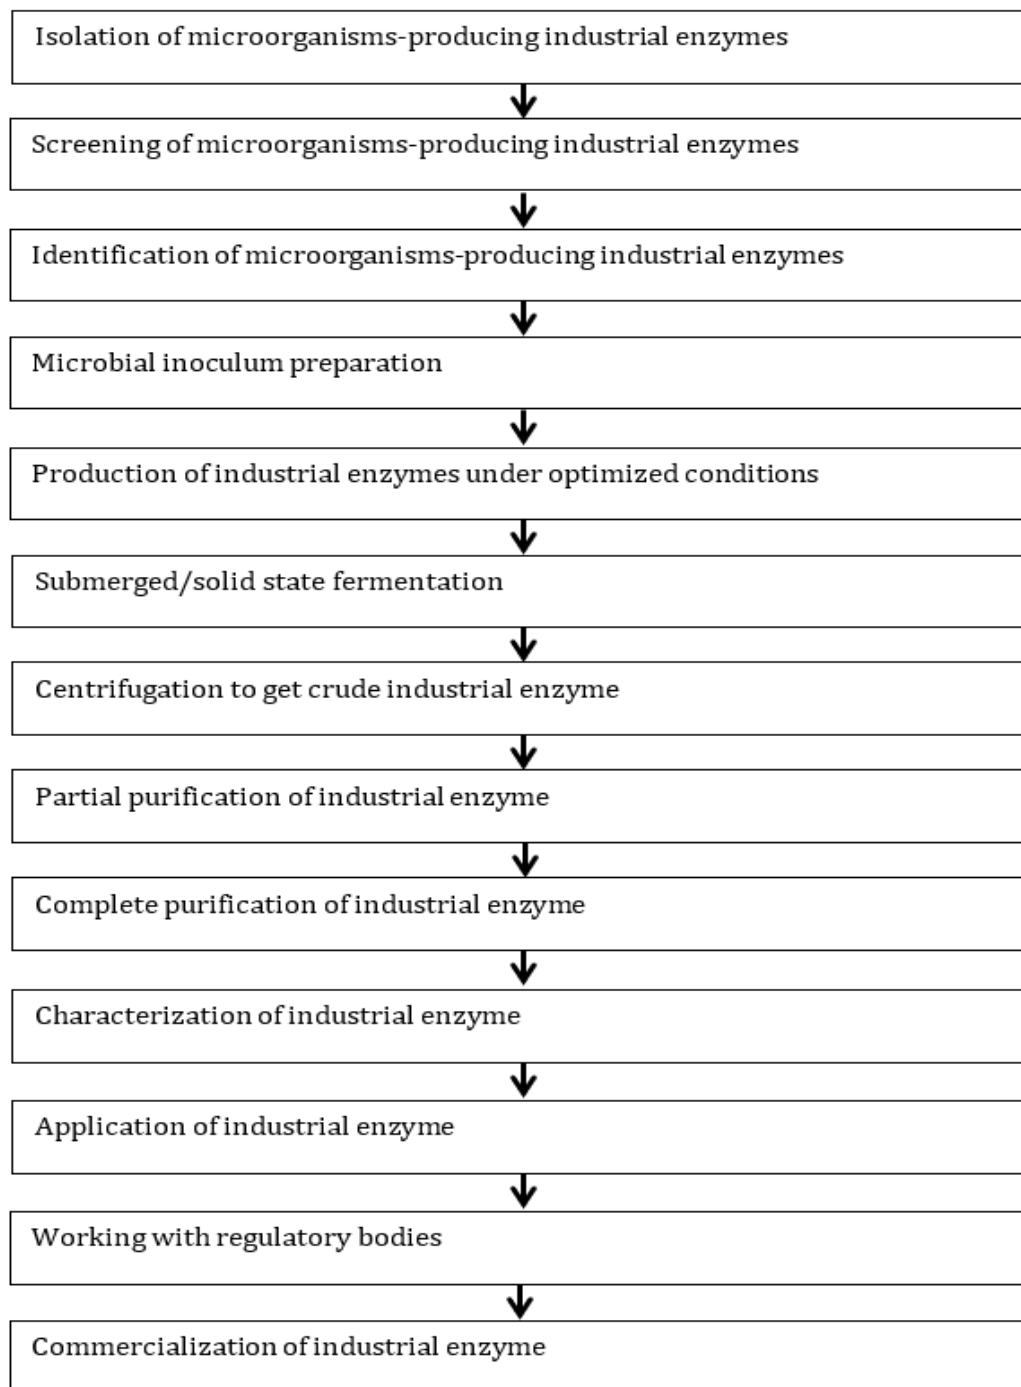 Isolation of microorganisms-producing industrial enzymes
Screening of microorganisms-producing industrial enzymes
Identification of microorganisms-producing industrial enzymes
Microbial inoculum preparation
Production of industrial enzymes under optimized conditions
Submerged/solid state fermentation
Centrifugation to get crude industrial enzyme
Partial purification of industrial enzyme
Complete purification of industrial enzyme
Characterization of industrial enzyme
Application of industrial enzyme
Working with regulatory bodies
Commercialization of industrial enzyme